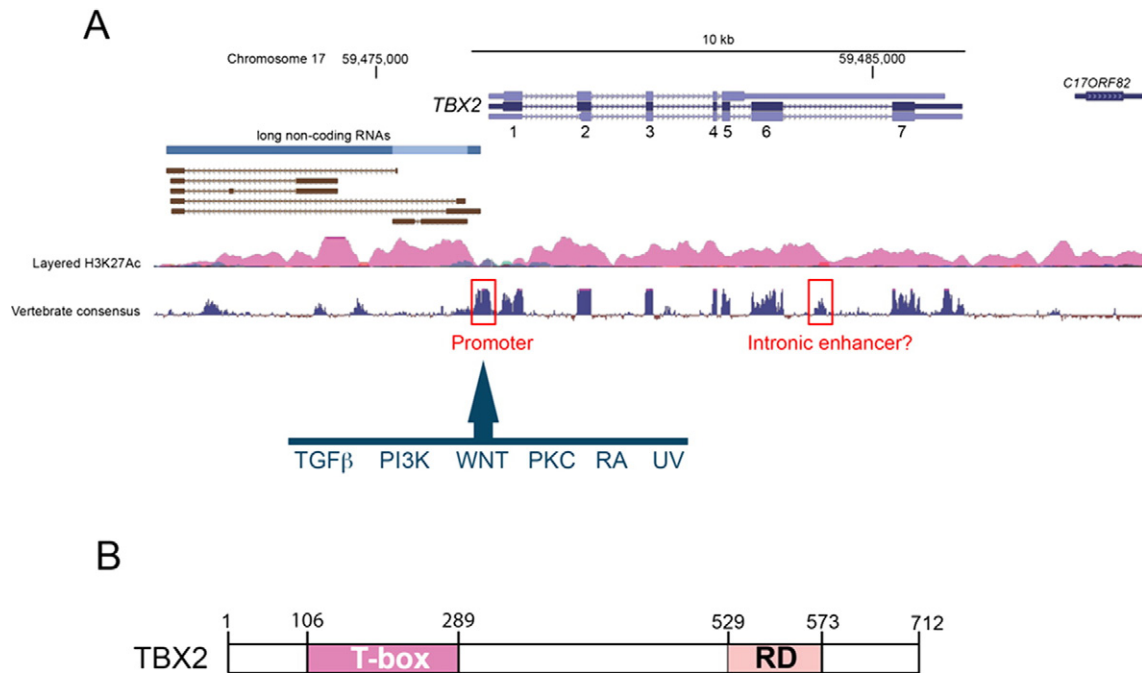 A
10 kb
Chromosome 17 59,475,000 59,485,000
C17ORF82
TBX2
1 2 3 4 5 6 7
long non-coding RNAs
Layered H3K27Ac
Vertebrate consensus
Promoter Intronic enhancer?
TGFβ PI3K WNT PKC RA UV
B
1 106 289 529 573 712
TBX2 T-box RD